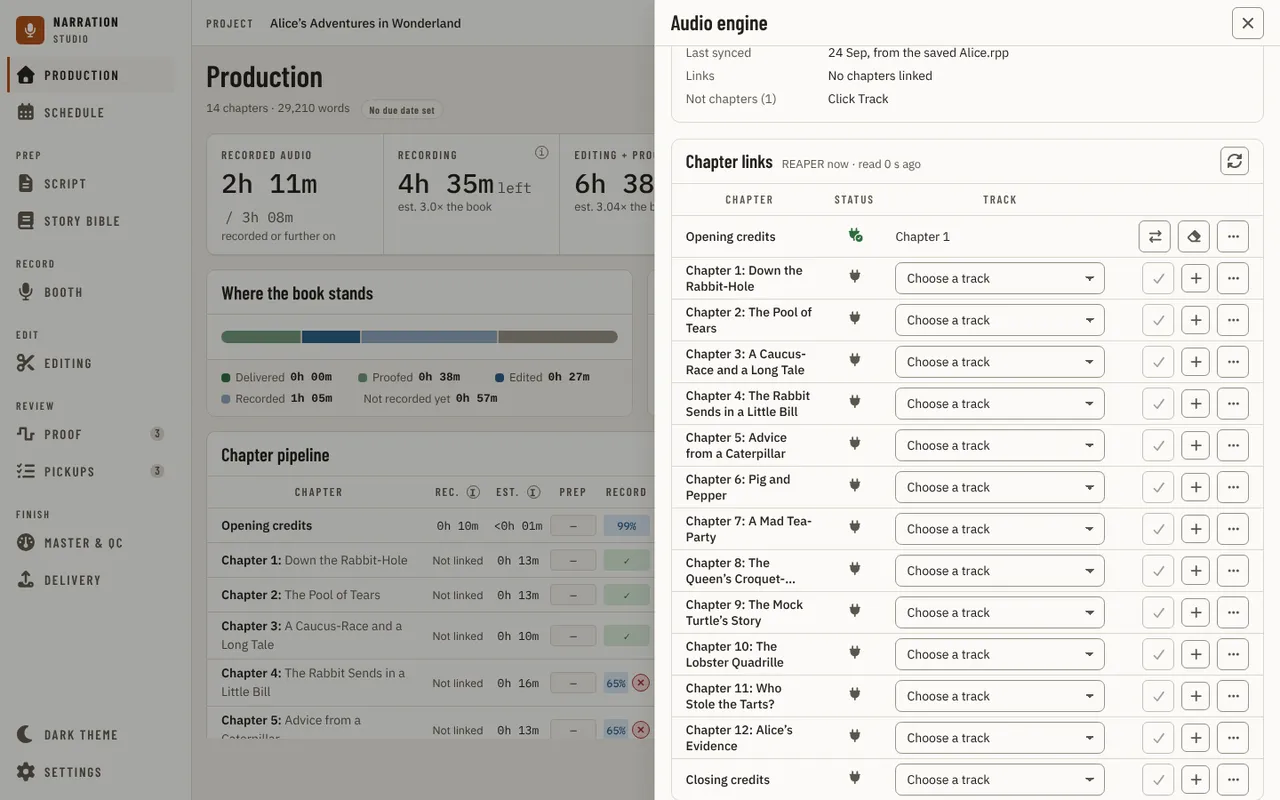 NARRATION
STUDIO
PRODUCTION
SCHEDULE
PREP
SCRIPT
STORY BIBLE
RECORD
BOOTH
EDIT
EDITING
REVIEW
PROOF 3
PICKUPS 3
FINISH
MASTER & QC
DELIVERY
DARK THEME
SETTINGS
PROJECT Alice’s Adventures in Wonderland
Production
14 chapters · 29,210 words No due date set
RECORDED AUDIO
2h 11m
/ 3h 08m
recorded or further on
RECORDING
4h 35m left
est. 3.0× the book
EDITING + PRO
6h 38
est. 3.04× the b
Where the book stands
Delivered 0h 00m Proofed 0h 38m Edited 0h 27m
Recorded 1h 05m Not recorded yet 0h 57m
Chapter pipeline
CHAPTER REC. EST. PREP RECORD
Opening credits 0h 10m <0h 01m – 99%
Chapter 1: Down the Rabbit-Hole Not linked 0h 13m – ✓
Chapter 2: The Pool of Tears Not linked 0h 13m – ✓
Chapter 3: A Caucus-Race and a
Long Tale Not linked 0h 10m – ✓
Chapter 4: The Rabbit Sends in a
Little Bill Not linked 0h 16m – 65%
Chapter 5: Advice from a
Caterpillar Not linked 0h 13m – 65%
Audio engine
Last synced 24 Sep, from the saved Alice.rpp
Links No chapters linked
Not chapters (1) Click Track
Chapter links REAPER now · read 0 s ago
CHAPTER STATUS TRACK
Opening credits Chapter 1
Chapter 1: Down the
Rabbit-Hole Choose a track
Chapter 2: The Pool of
Tears Choose a track
Chapter 3: A Caucus-
Race and a Long Tale Choose a track
Chapter 4: The Rabbit
Sends in a Little Bill Choose a track
Chapter 5: Advice
from a Caterpillar Choose a track
Chapter 6: Pig and
Pepper Choose a track
Chapter 7: A Mad Tea-
Party Choose a track
Chapter 8: The
Queen’s Croquet-... Choose a track
Chapter 9: The Mock
Turtle’s Story Choose a track
Chapter 10: The
Lobster Quadrille Choose a track
Chapter 11: Who
Stole the Tarts? Choose a track
Chapter 12: Alice’s
Evidence Choose a track
Closing credits Choose a track